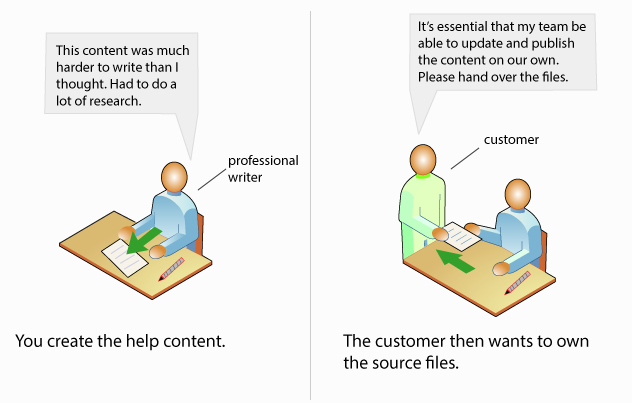 This content was much
harder to write than I
thought. Had to do a
lot of research.
professional
writer
You create the help content.
It's essential that my team be
able to update and publish
the content on our own.
Please hand over the files.
customer
The customer then wants to own
the source files.